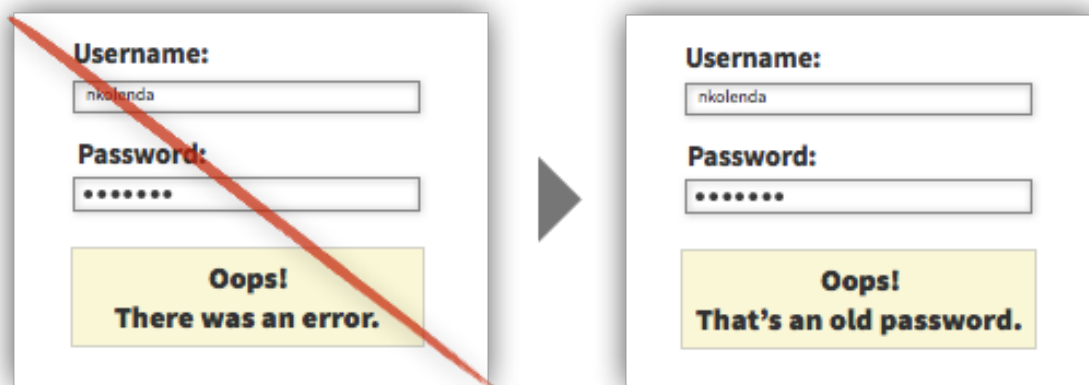 Username:
nkolenda
Password:
Oops!
There was an error.
Username:
nkolenda
Password:
Oops!
That's an old password.